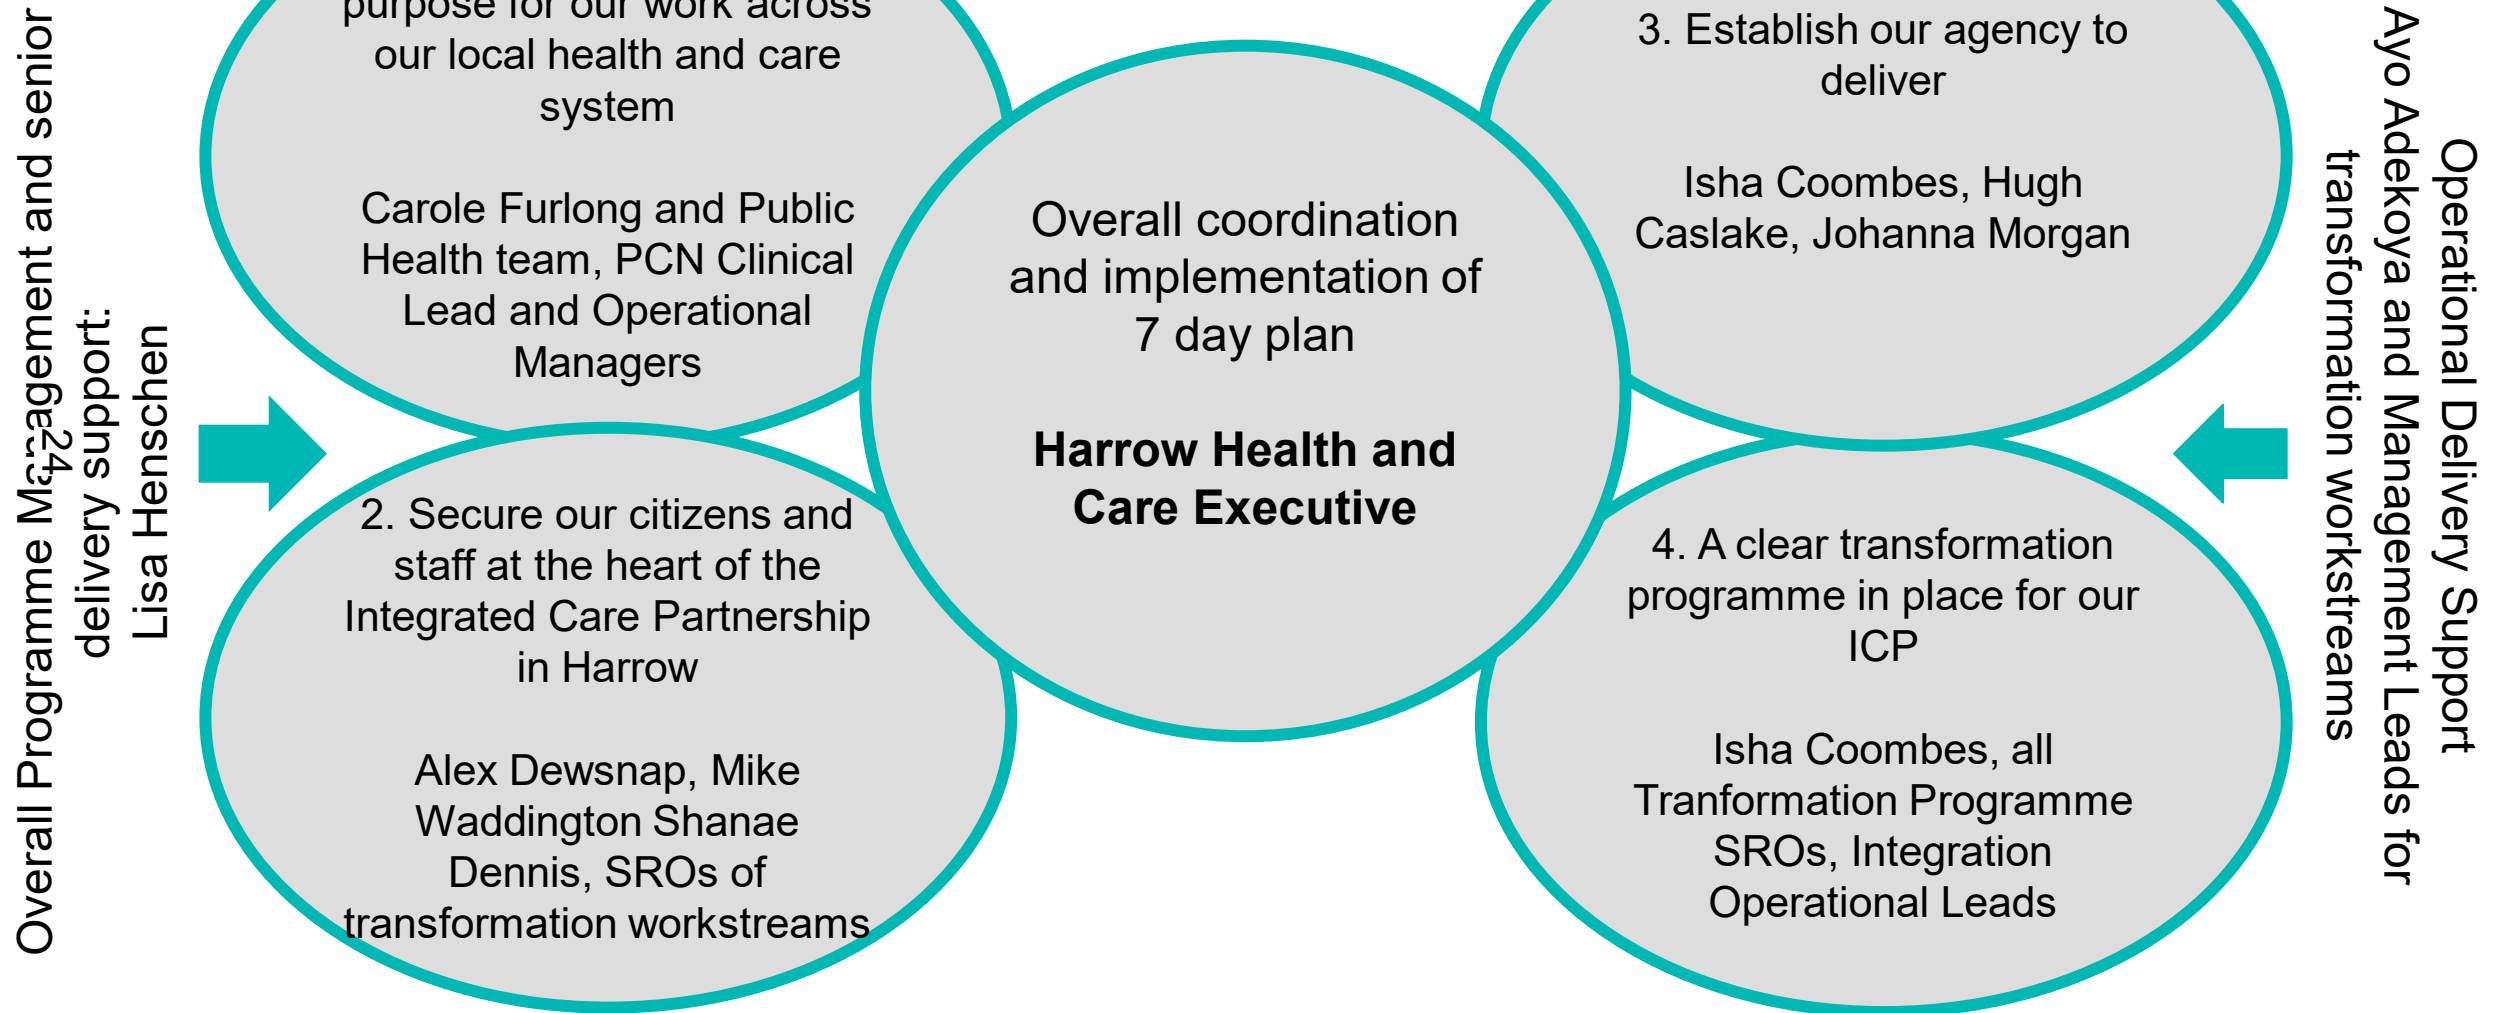 Overall Programme Management and senior
delivery support:
Lisa Henschen
24
purpose for our work across
our local health and care
system
Carole Furlong and Public
Health team, PCN Clinical
Lead and Operational
Managers
2. Secure our citizens and
staff at the heart of the
Integrated Care Partnership
in Harrow
Alex Dewsnap, Mike
Waddington Shanae
Dennis, SROs of
transformation workstreams
Overall coordination
and implementation of
7 day plan
Harrow Health and
Care Executive
3. Establish our agency to
deliver
Isha Coombes, Hugh
Caslake, Johanna Morgan
4. A clear transformation
programme in place for our
ICP
Isha Coombes, all
Tranformation Programme
SROs, Integration
Operational Leads
Operational Delivery Support
Ayo Adekoya and Management Leads for
transformation workstreams